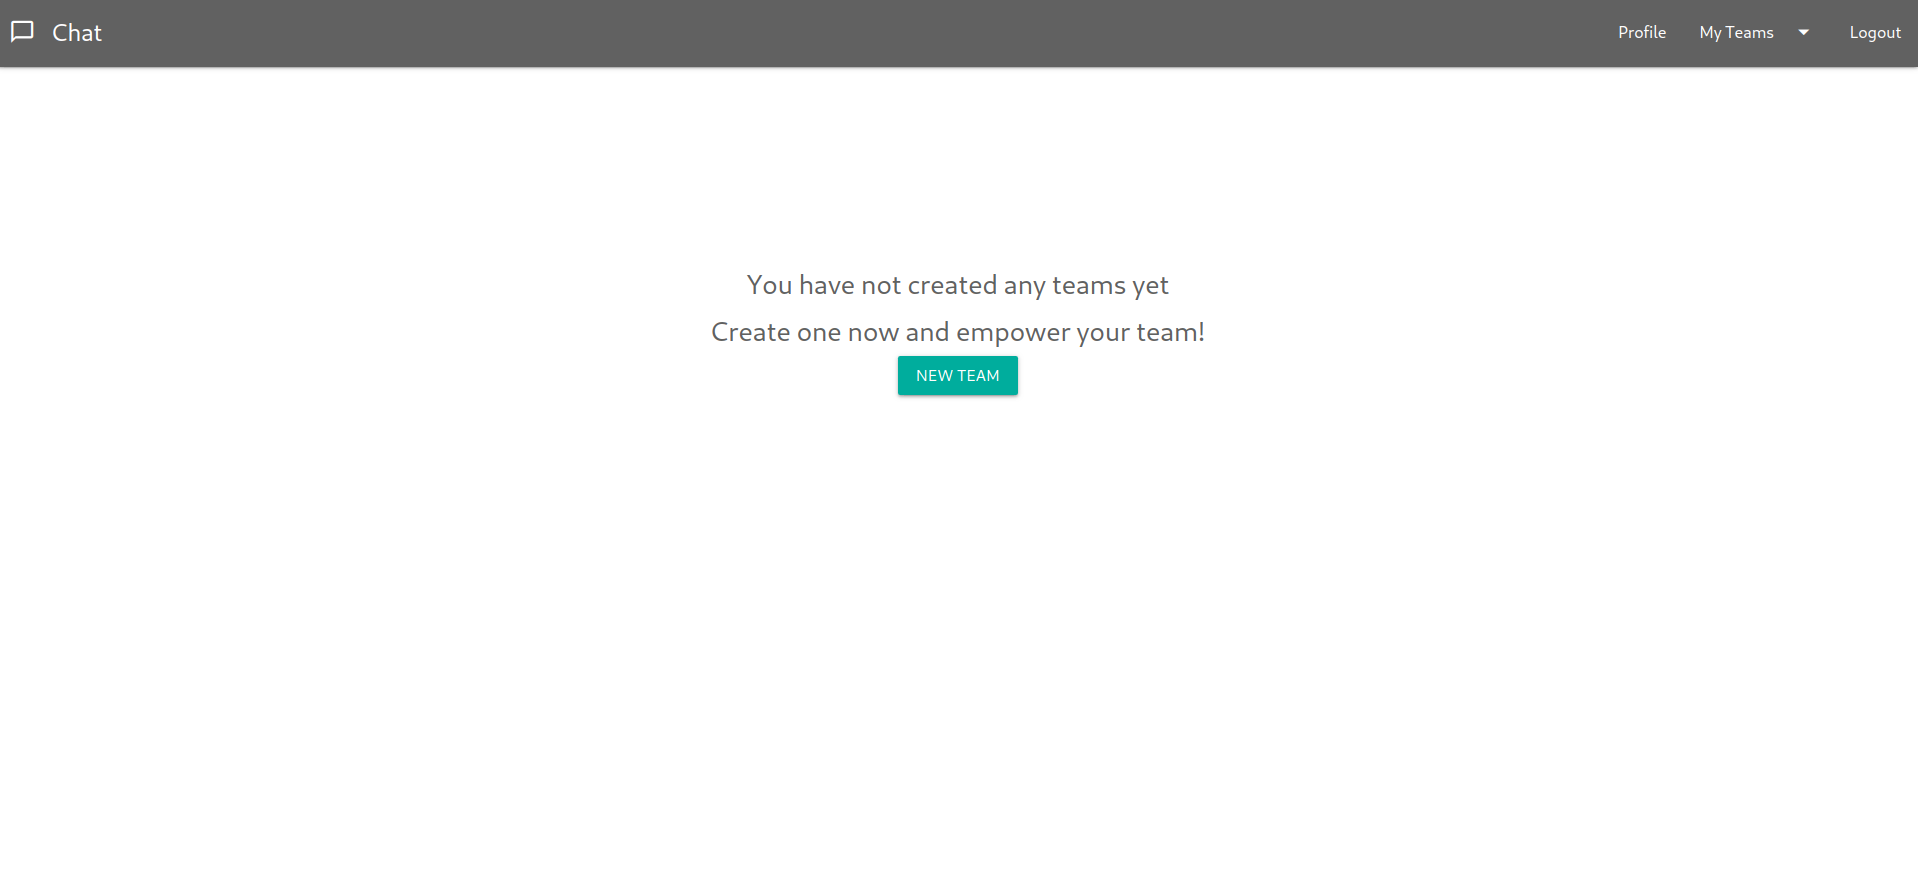 Chat
Profile
My Teams
Logout
You have not created any teams yet
Create one now and empower your team!
NEW TEAM